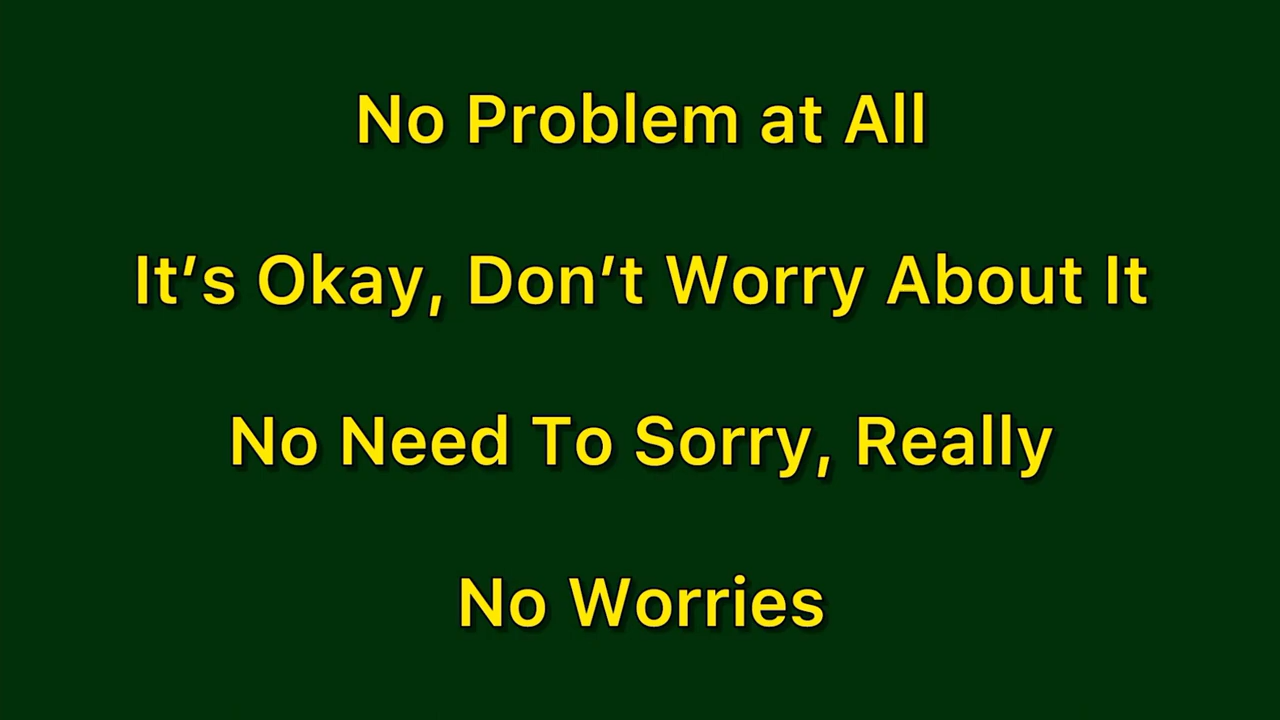 No Problem at All
It’s Okay, Don’t Worry About It
No Need To Sorry, Really
No Worries